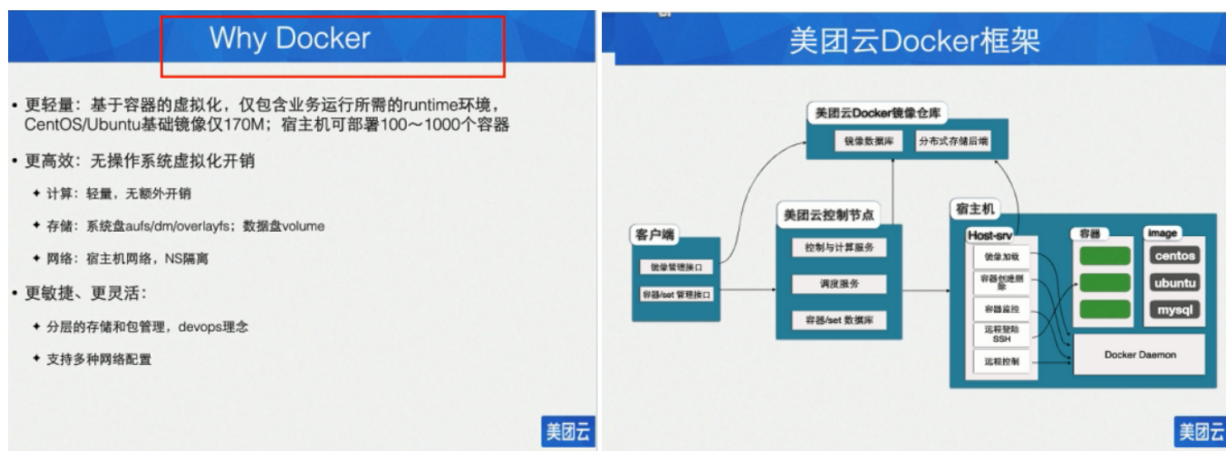 Why Docker
• 更轻量：基于容器的虚拟化，仅包含业务运行所需的runtime环境，
CentOS/Ubuntu基础镜像仅170M；宿主机可部署100～1000个容器
• 更高效：无操作系统虚拟化开销
✦ 计算：轻量，无额外开销
✦ 存储：系统盘aufs/dm/overlayfs；数据盘volume
✦ 网络：宿主机网络，NS隔离
• 更敏捷、更灵活：
✦ 分层的存储和包管理，devops理念
✦ 支持多种网络配置
美团云
美团云Docker框架
美团云Docker镜像仓库
镜像数据库
分布式存储后端
客户端
镜像管理接口
容器/set 管理接口
美团云控制节点
控制与计算服务
调度服务
容器/set 数据库
宿主机
Host-srv
镜像加载
容器创建删
除
容器监控
远程登陆
SSH
远程控制
容器
image
centos
ubuntu
mysql
Docker Daemon
美团云